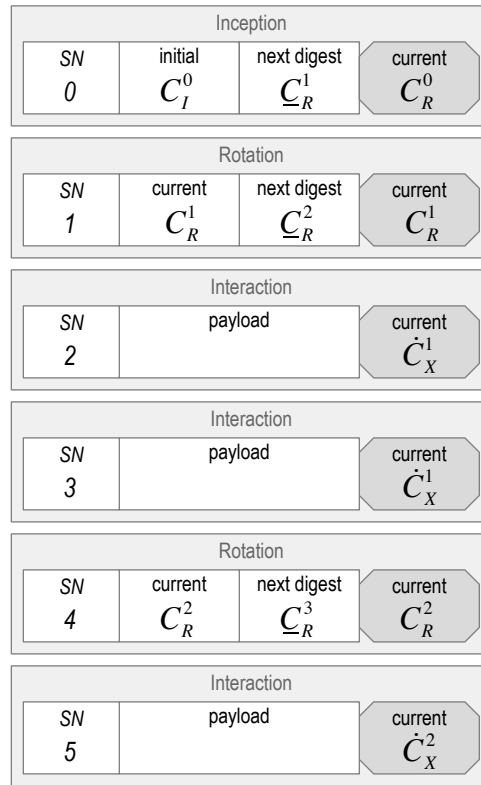 Inception
SN initial next digest current
0 C_I^0 C̲_R^1 C_R^0
Rotation
SN current next digest current
1 C_R^1 C̲_R^2 C_R^1
Interaction
SN payload current
2 Ċ_X^1
Interaction
SN payload current
3 Ċ_X^1
Rotation
SN current next digest current
4 C_R^2 C̲_R^3 C_R^2
Interaction
SN payload current
5 Ċ_X^2